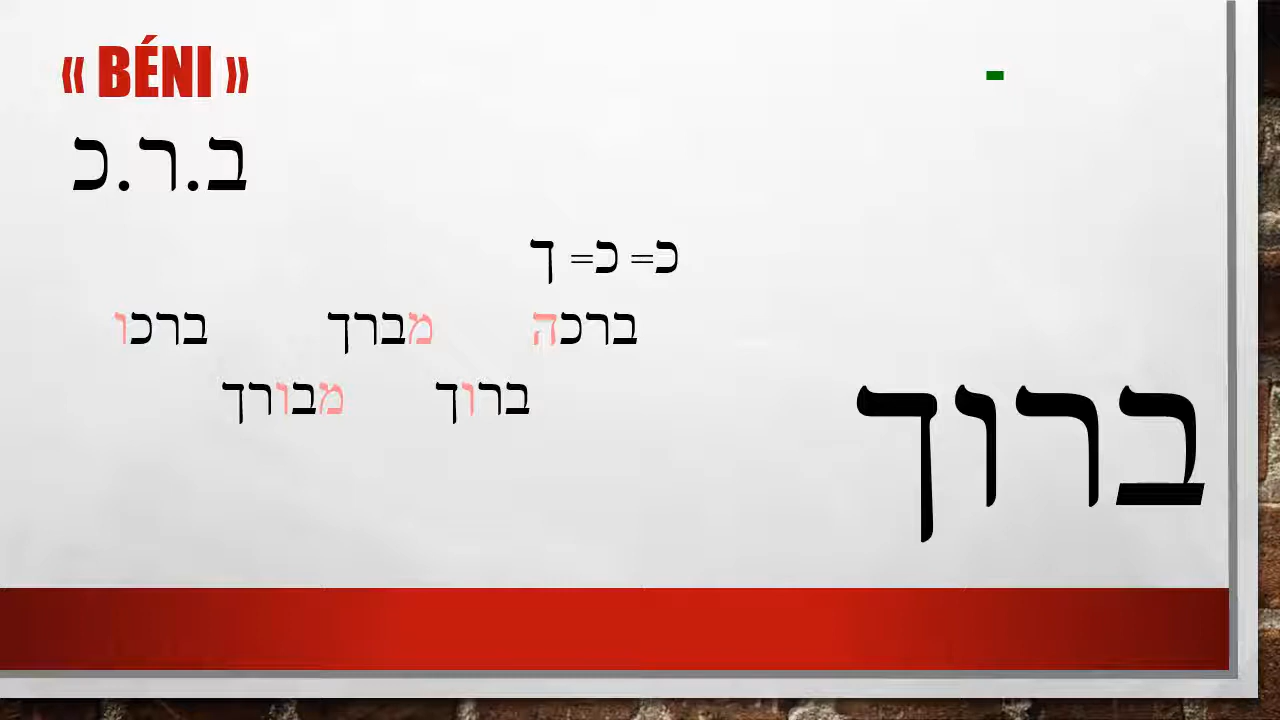 « BÉNI »
-
ב.ר.כ
כ= כ= ך
ברכה מברך ברכו
ברוך מבורך
ברוך